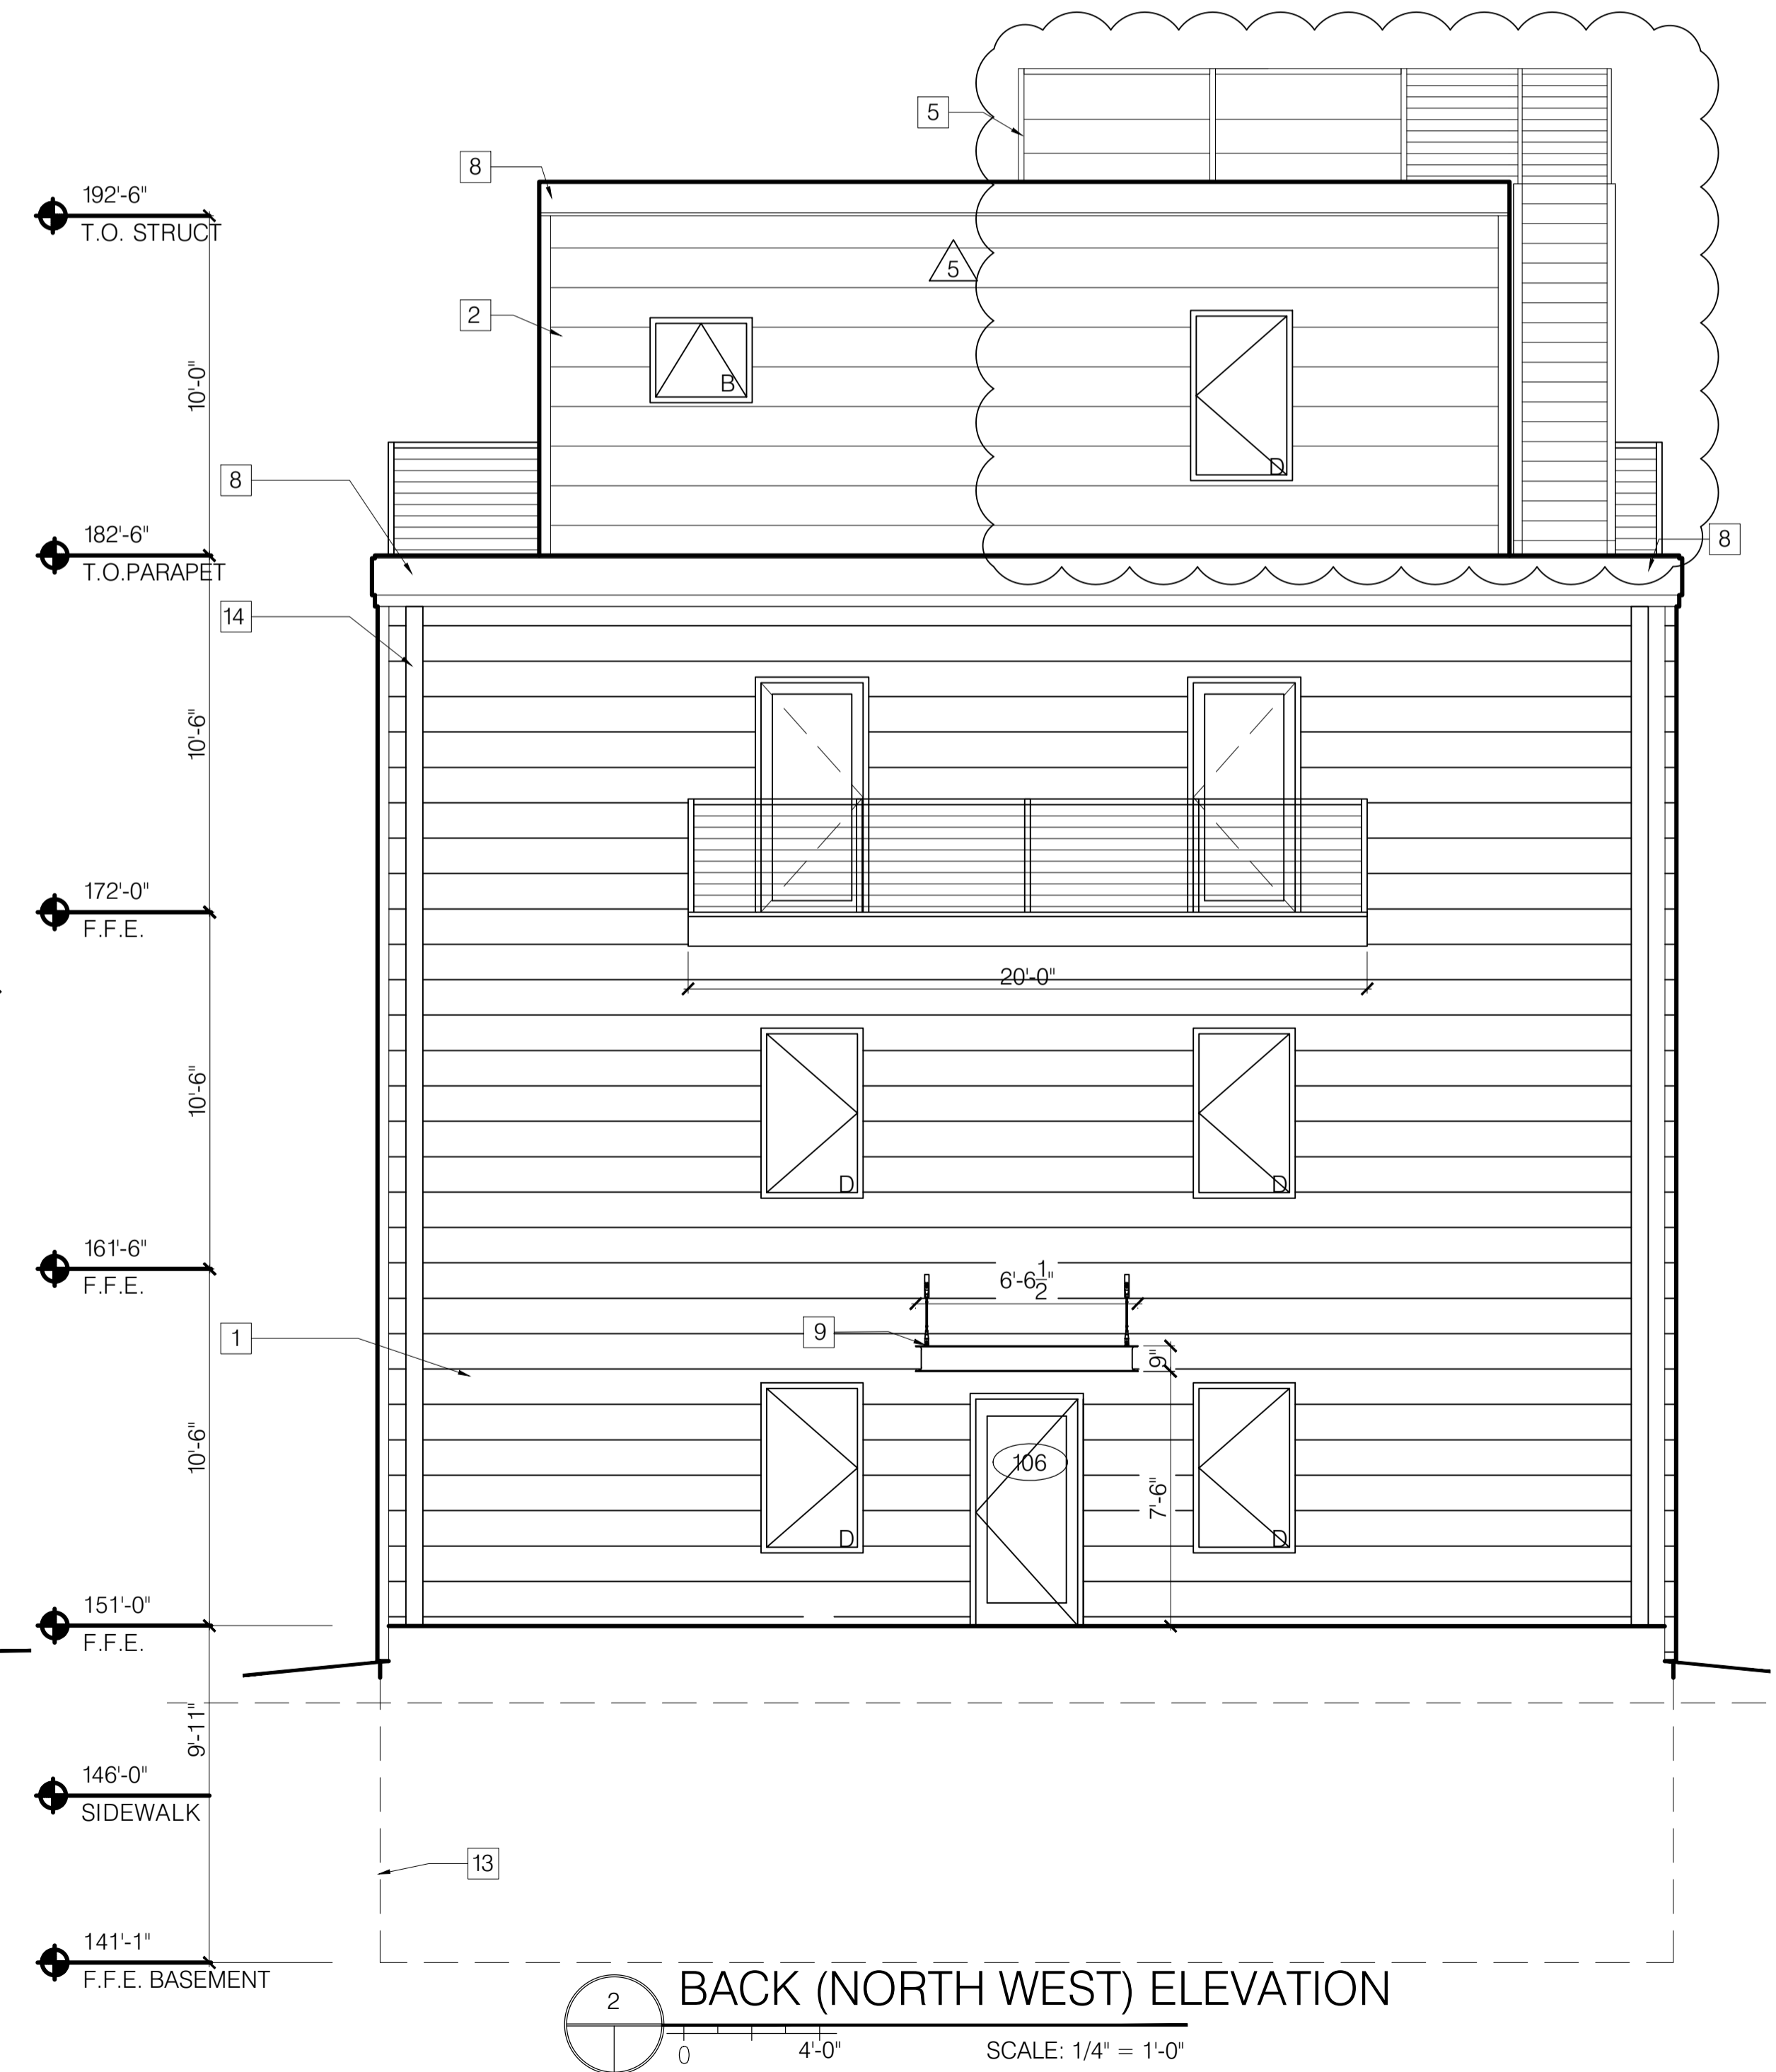 5
8
192'-6"
T.O. STRUCT
5
2
B
10'-0"
D
8
182'-6"
T.O.PARAPET
8
14
10'-6"
172'-0"
F.F.E.
20'-0"
10'-6"
D
D
161'-6"
F.F.E.
6'-6 1/2"
1
9
9"
10'-6"
106
7'-6"
D
D
151'-0"
F.F.E.
9'-11"
146'-0"
SIDEWALK
13
141'-1"
F.F.E. BASEMENT
2
BACK (NORTH WEST) ELEVATION
0
4'-0"
SCALE: 1/4" = 1'-0"